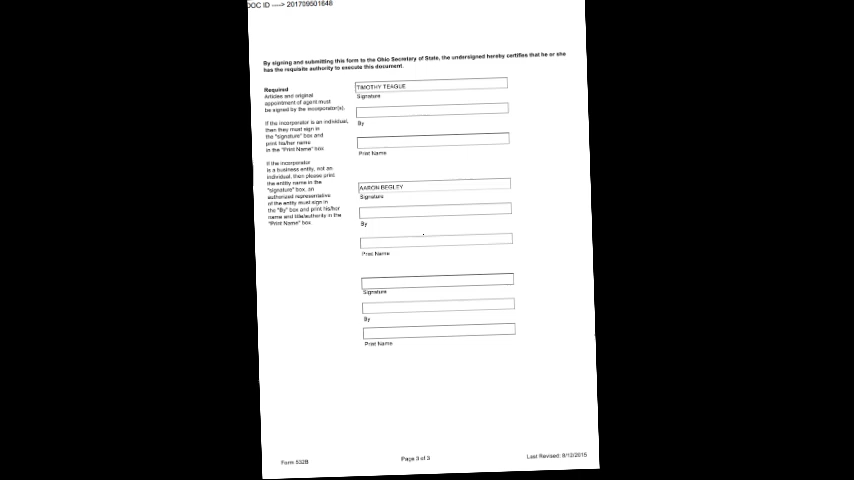 DOC ID ----> 201709501648
By signing and submitting this form to the Ohio Secretary of State, the undersigned hereby certifies that he or she
has the requisite authority to execute this document.
Required
Articles and original
appointment of agent must
be signed by the incorporator(s).
If the incorporator is an individual,
then they must sign in
the "signature" box and
print his/her name
in the "Print Name" box
If the incorporator
is a business entity, not an
individual, then please print
the entity name in the
"signature" box, an
authorized representative
of the entity must sign in
the "By" box and print his/her
name and title/authority in the
"Print Name" box
TIMOTHY TEAGUE
Signature
By
Print Name
AARON BEGLEY
Signature
By
Print Name
Signature
By
Print Name
Form 532B
Page 3 of 3
Last Revised: 8/12/2015